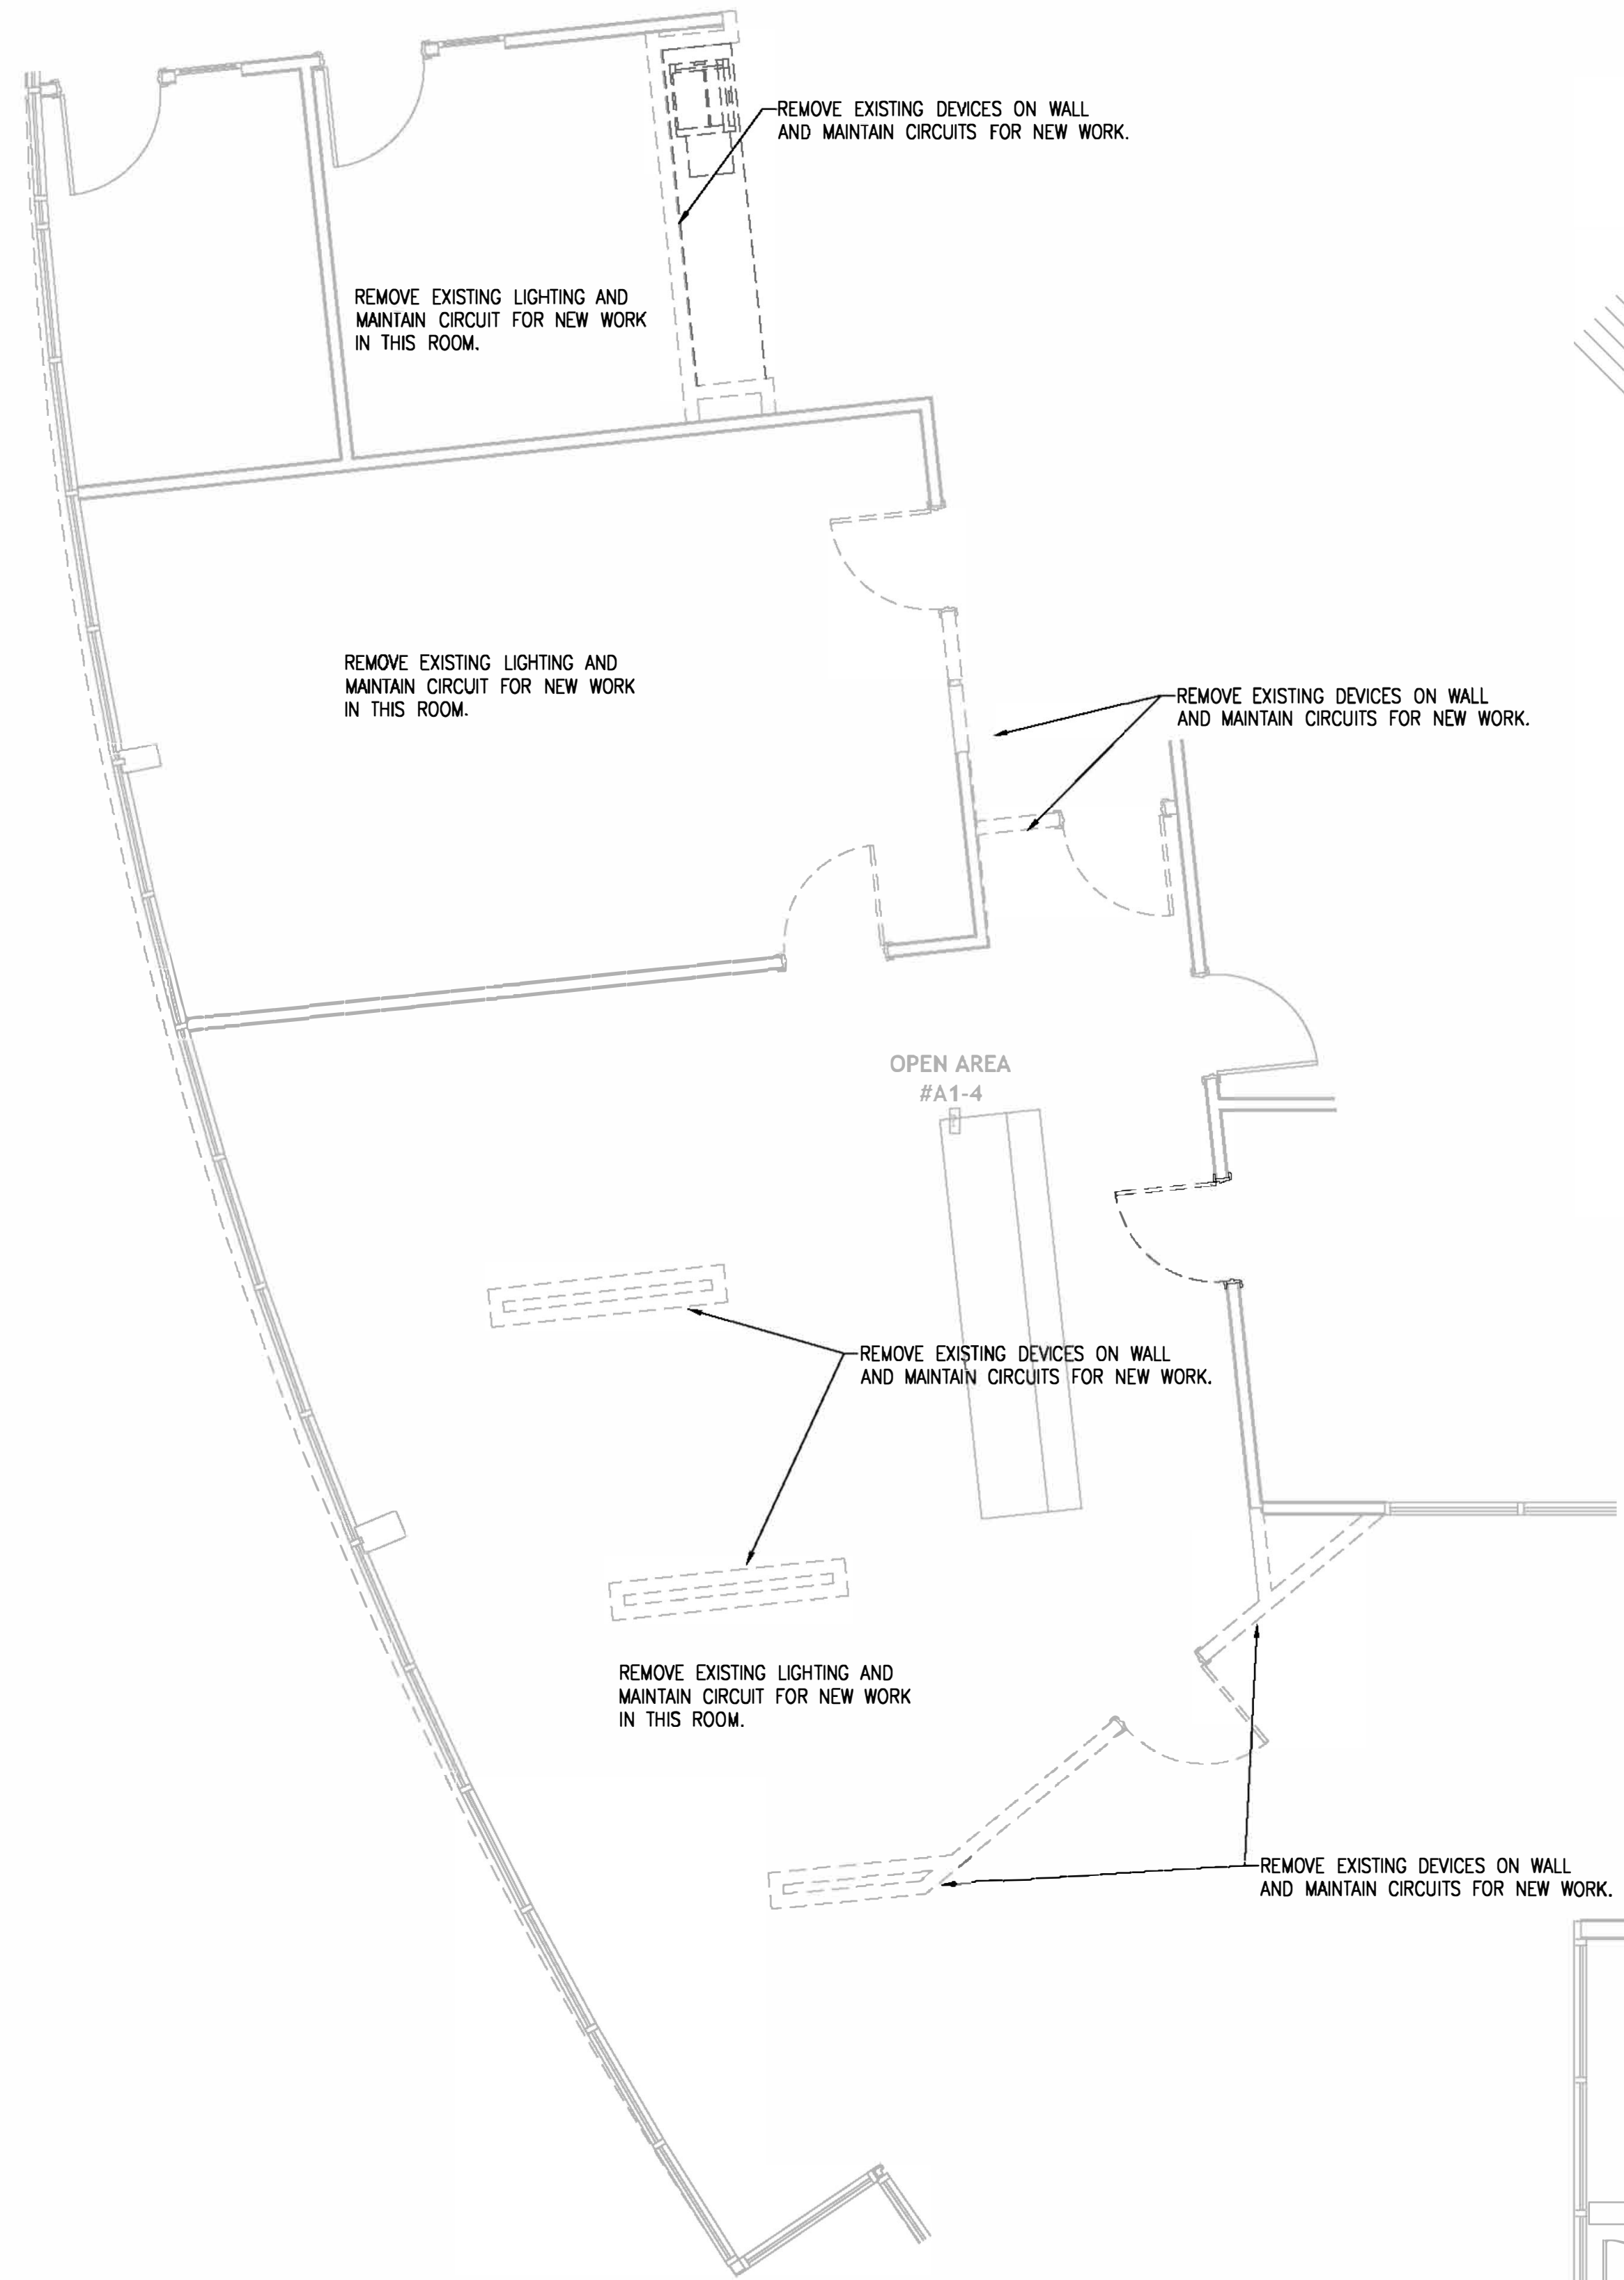 REMOVE EXISTING DEVICES ON WALL
AND MAINTAIN CIRCUITS FOR NEW WORK.
REMOVE EXISTING LIGHTING AND
MAINTAIN CIRCUIT FOR NEW WORK
IN THIS ROOM.
REMOVE EXISTING LIGHTING AND
MAINTAIN CIRCUIT FOR NEW WORK
IN THIS ROOM.
REMOVE EXISTING DEVICES ON WALL
AND MAINTAIN CIRCUITS FOR NEW WORK.
OPEN AREA
#A1-4
REMOVE EXISTING DEVICES ON WALL
AND MAINTAIN CIRCUITS FOR NEW WORK.
REMOVE EXISTING LIGHTING AND
MAINTAIN CIRCUIT FOR NEW WORK
IN THIS ROOM.
REMOVE EXISTING DEVICES ON WALL
AND MAINTAIN CIRCUITS FOR NEW WORK.